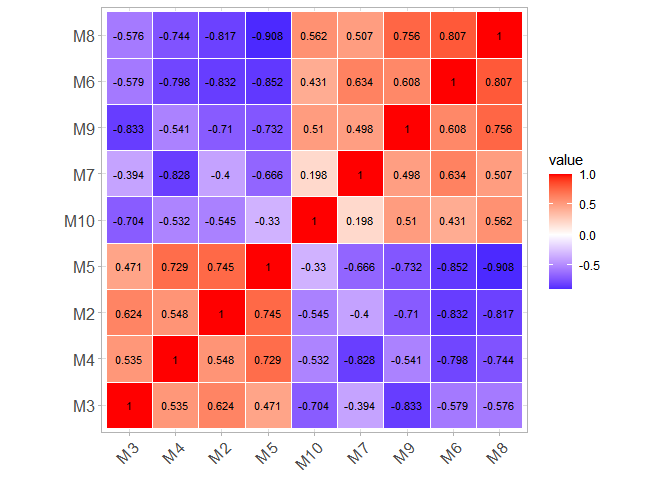 M8 -0.576 -0.744 -0.817 -0.908 0.562 0.507 0.756 0.807 1
M6 -0.579 -0.798 -0.832 -0.852 0.431 0.634 0.608 1 0.807
M9 -0.833 -0.541 -0.71 -0.732 0.51 0.498 1 0.608 0.756
M7 -0.394 -0.828 -0.4 -0.666 0.198 1 0.498 0.634 0.507
M10 -0.704 -0.532 -0.545 -0.33 1 0.198 0.51 0.431 0.562
M5 0.471 0.729 0.745 1 -0.33 -0.666 -0.732 -0.852 -0.908
M2 0.624 0.548 1 0.745 -0.545 -0.4 -0.71 -0.832 -0.817
M4 0.535 1 0.548 0.729 -0.532 -0.828 -0.541 -0.798 -0.744
M3 1 0.535 0.624 0.471 -0.704 -0.394 -0.833 -0.579 -0.576
M3 M4 M2 M5 M10 M7 M9 M6 M8
value
1.0
0.5
0.0
-0.5